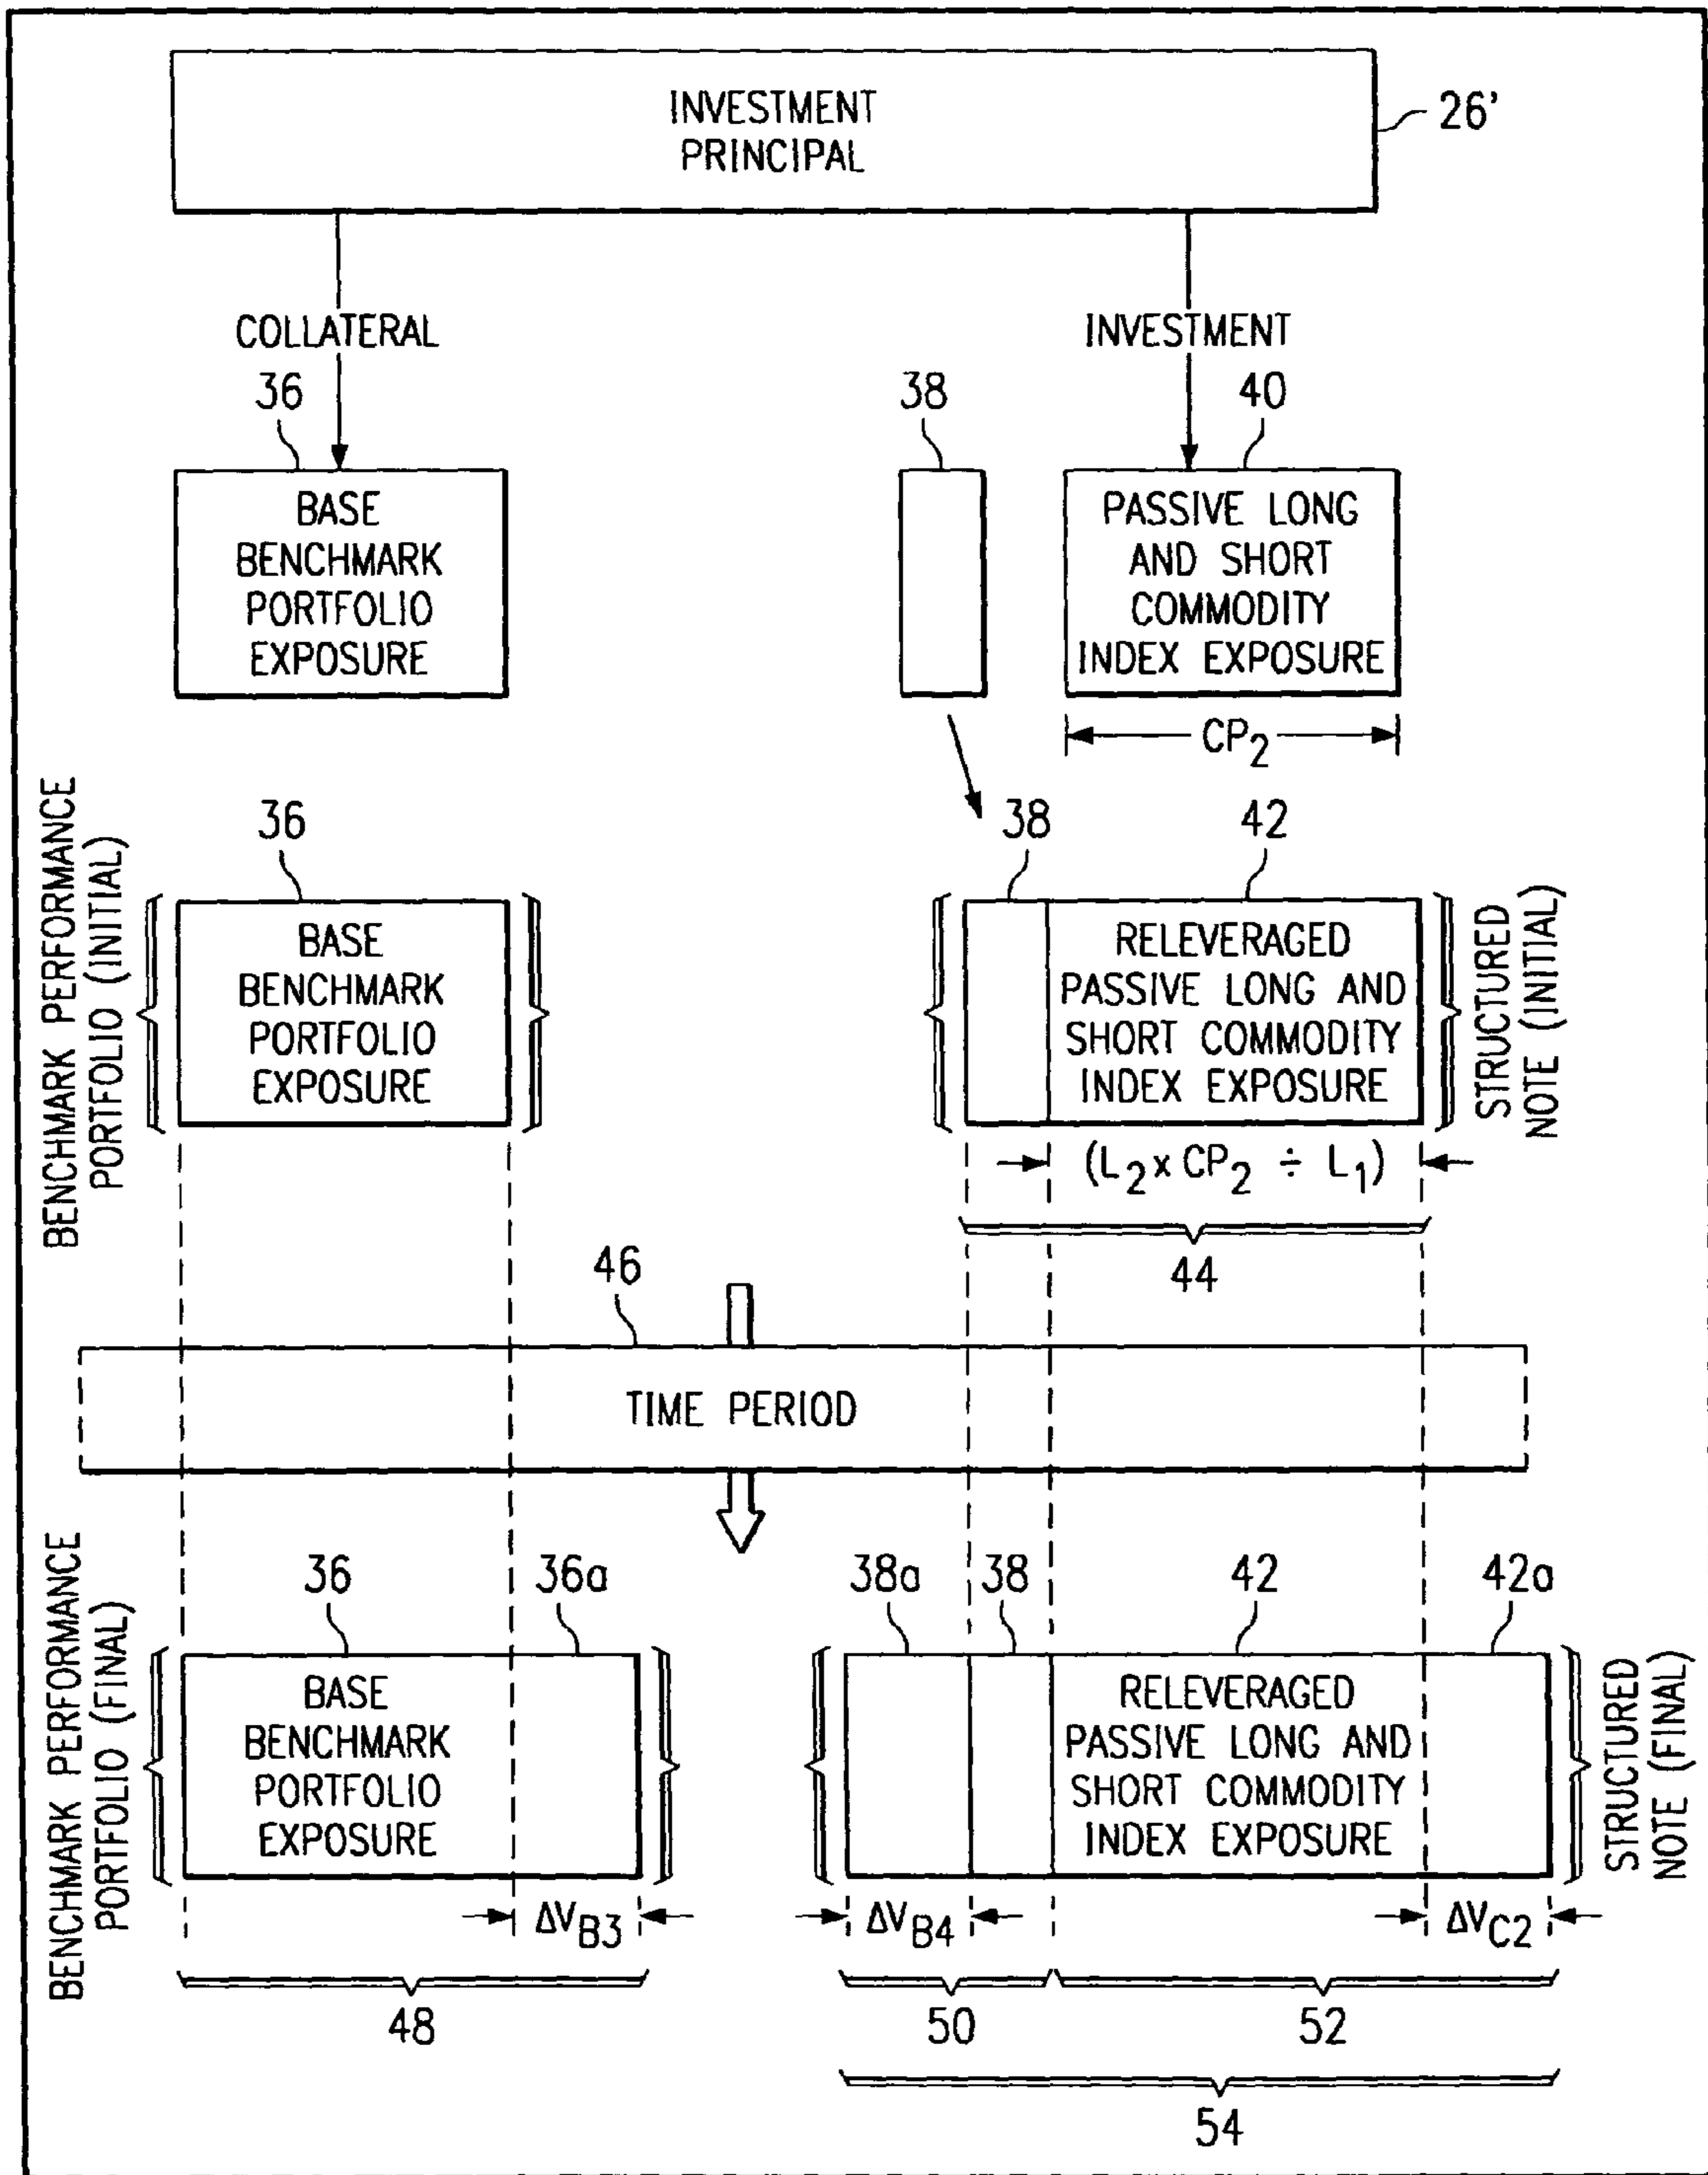 INVESTMENT
PRINCIPAL
26'
COLLATERAL
INVESTMENT
36
38
40
BASE
BENCHMARK
PORTFOLIO
EXPOSURE
PASSIVE LONG
AND SHORT
COMMODITY
INDEX EXPOSURE
CP2
BENCHMARK PERFORMANCE
PORTFOLIO (INITIAL)
36
BASE
BENCHMARK
PORTFOLIO
EXPOSURE
38
42
RELEVERAGED
PASSIVE LONG AND
SHORT COMMODITY
INDEX EXPOSURE
STRUCTURED
NOTE (INITIAL)
(L2 x CP2 ÷ L1)
44
46
TIME PERIOD
BENCHMARK PERFORMANCE
PORTFOLIO (FINAL)
36
36a
38a
38
42
42a
BASE
BENCHMARK
PORTFOLIO
EXPOSURE
RELEVERAGED
PASSIVE LONG AND
SHORT COMMODITY
INDEX EXPOSURE
STRUCTURED
NOTE (FINAL)
ΔVB3
ΔVB4
ΔVC2
48
50
52
54